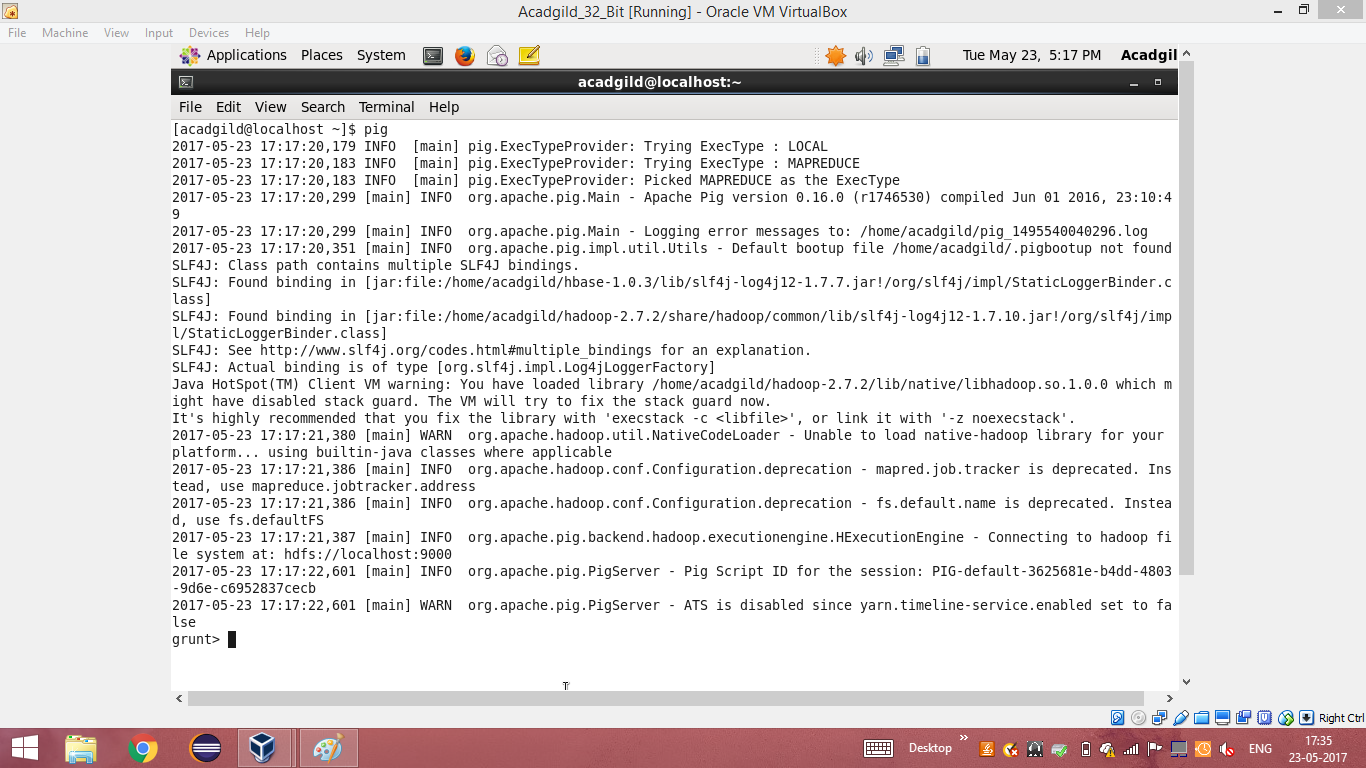 Acadgild_32_Bit [Running] - Oracle VM VirtualBox
File Machine View Input Devices Help
Applications Places System Tue May 23, 5:17 PM Acadgil
acadgild@localhost:~
File Edit View Search Terminal Help
[acadgild@localhost ~]$ pig
2017-05-23 17:17:20,179 INFO  [main] pig.ExecTypeProvider: Trying ExecType : LOCAL
2017-05-23 17:17:20,183 INFO  [main] pig.ExecTypeProvider: Trying ExecType : MAPREDUCE
2017-05-23 17:17:20,183 INFO  [main] pig.ExecTypeProvider: Picked MAPREDUCE as the ExecType
2017-05-23 17:17:20,299 [main] INFO  org.apache.pig.Main - Apache Pig version 0.16.0 (r1746530) compiled Jun 01 2016, 23:10:4
9
2017-05-23 17:17:20,299 [main] INFO  org.apache.pig.Main - Logging error messages to: /home/acadgild/pig_1495540040296.log
2017-05-23 17:17:20,351 [main] INFO  org.apache.pig.impl.util.Utils - Default bootup file /home/acadgild/.pigbootup not found
SLF4J: Class path contains multiple SLF4J bindings.
SLF4J: Found binding in [jar:file:/home/acadgild/hbase-1.0.3/lib/slf4j-log4j12-1.7.7.jar!/org/slf4j/impl/StaticLoggerBinder.c
lass]
SLF4J: Found binding in [jar:file:/home/acadgild/hadoop-2.7.2/share/hadoop/common/lib/slf4j-log4j12-1.7.10.jar!/org/slf4j/imp
l/StaticLoggerBinder.class]
SLF4J: See http://www.slf4j.org/codes.html#multiple_bindings for an explanation.
SLF4J: Actual binding is of type [org.slf4j.impl.Log4jLoggerFactory]
Java HotSpot(TM) Client VM warning: You have loaded library /home/acadgild/hadoop-2.7.2/lib/native/libhadoop.so.1.0.0 which m
ight have disabled stack guard. The VM will try to fix the stack guard now.
It's highly recommended that you fix the library with 'execstack -c <libfile>', or link it with '-z noexecstack'.
2017-05-23 17:17:21,380 [main] WARN  org.apache.hadoop.util.NativeCodeLoader - Unable to load native-hadoop library for your
platform... using builtin-java classes where applicable
2017-05-23 17:17:21,386 [main] INFO  org.apache.hadoop.conf.Configuration.deprecation - mapred.job.tracker is deprecated. Ins
tead, use mapreduce.jobtracker.address
2017-05-23 17:17:21,386 [main] INFO  org.apache.hadoop.conf.Configuration.deprecation - fs.default.name is deprecated. Instea
d, use fs.defaultFS
2017-05-23 17:17:21,387 [main] INFO  org.apache.pig.backend.hadoop.executionengine.HExecutionEngine - Connecting to hadoop fi
le system at: hdfs://localhost:9000
2017-05-23 17:17:22,601 [main] INFO  org.apache.pig.PigServer - Pig Script ID for the session: PIG-default-3625681e-b4dd-4803
-9d6e-c6952837cecb
2017-05-23 17:17:22,601 [main] WARN  org.apache.pig.PigServer - ATS is disabled since yarn.timeline-service.enabled set to fa
lse
grunt>
Right Ctrl
Desktop ENG 17:35
23-05-2017